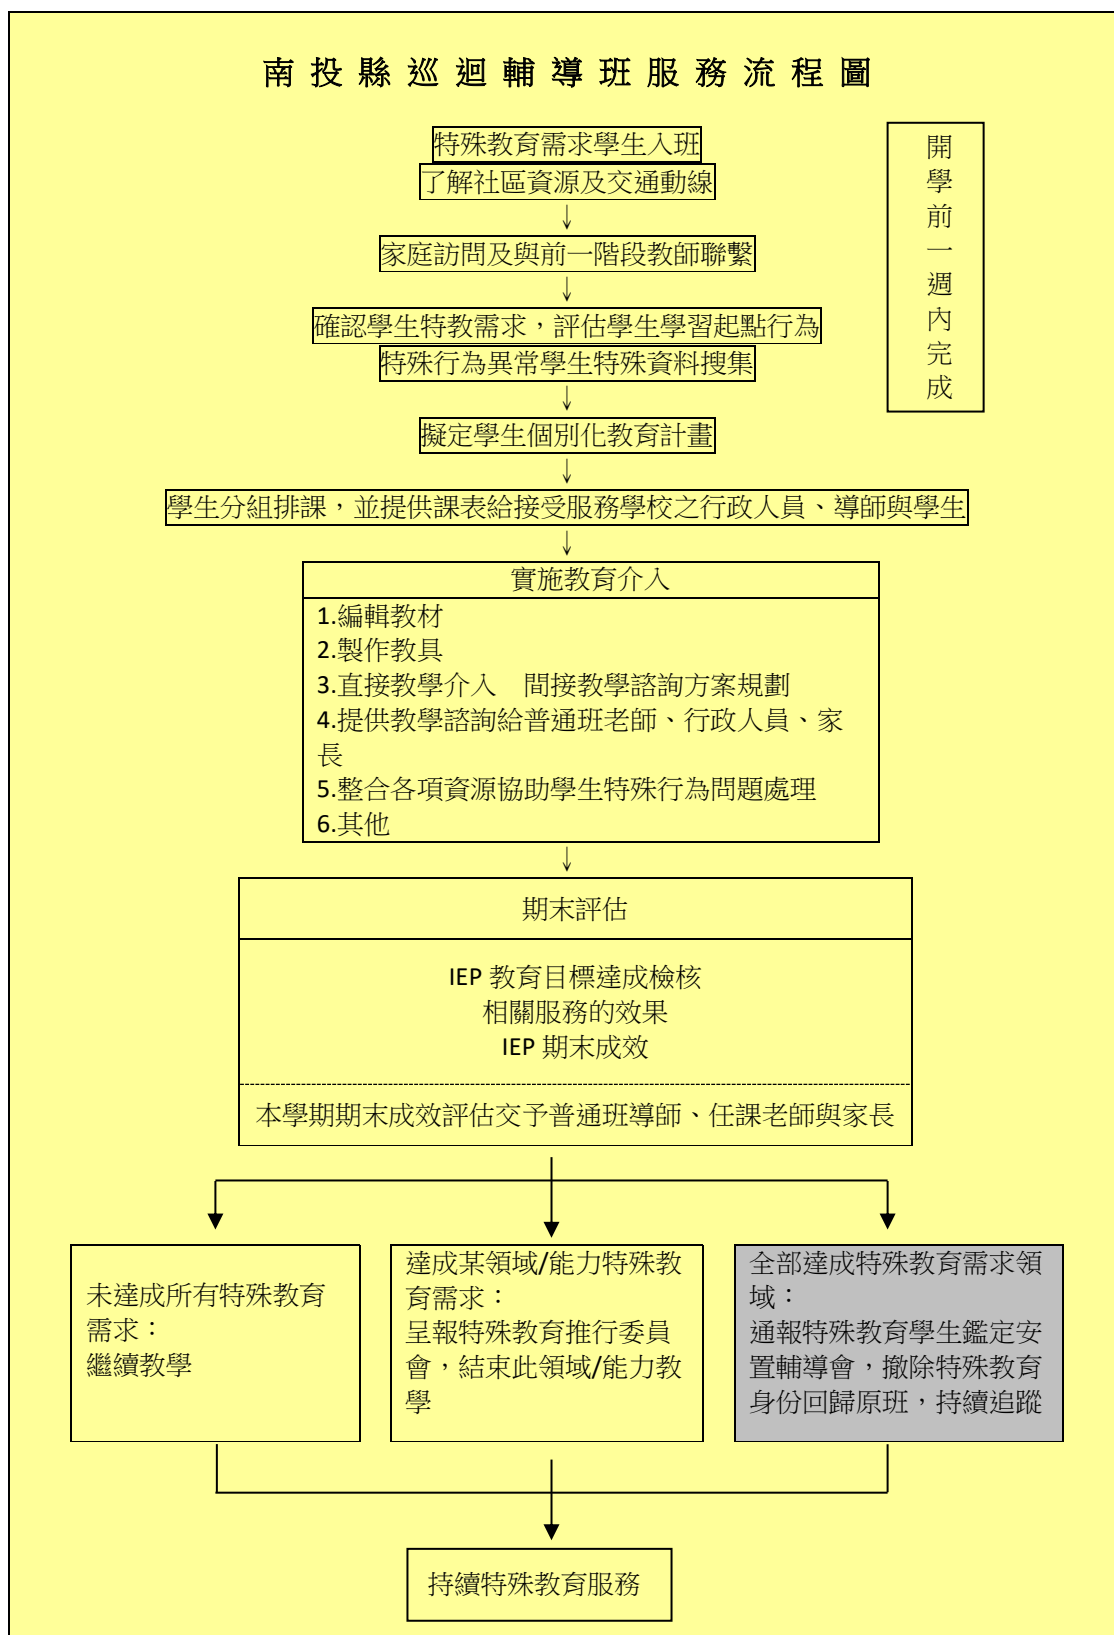 南投縣巡迴輔導班服務流程圖
特殊教育需求學生入班
了解社區資源及交通動線
↓
家庭訪問及與前一階段教師聯繫
↓
確認學生特教需求，評估學生學習起點行為
特殊行為異常學生特殊資料搜集
↓
擬定學生個別化教育計畫
↓
學生分組排課，並提供課表給接受服務學校之行政人員、導師與學生
↓
開學前一週內完成
實施教育介入
1.編輯教材
2.製作教具
3.直接教學介入　間接教學諮詢方案規劃
4.提供教學諮詢給普通班老師、行政人員、家
長
5.整合各項資源協助學生特殊行為問題處理
6.其他
↓
期末評估
IEP 教育目標達成檢核
相關服務的效果
IEP 期末成效
本學期期末成效評估交予普通班導師、任課老師與家長
未達成所有特殊教育
需求：
繼續教學
達成某領域/能力特殊教
育需求：
呈報特殊教育推行委員
會，結束此領域/能力教
學
全部達成特殊教育需求領
域：
通報特殊教育學生鑑定安
置輔導會，撤除特殊教育
身份回歸原班，持續追蹤
持續特殊教育服務